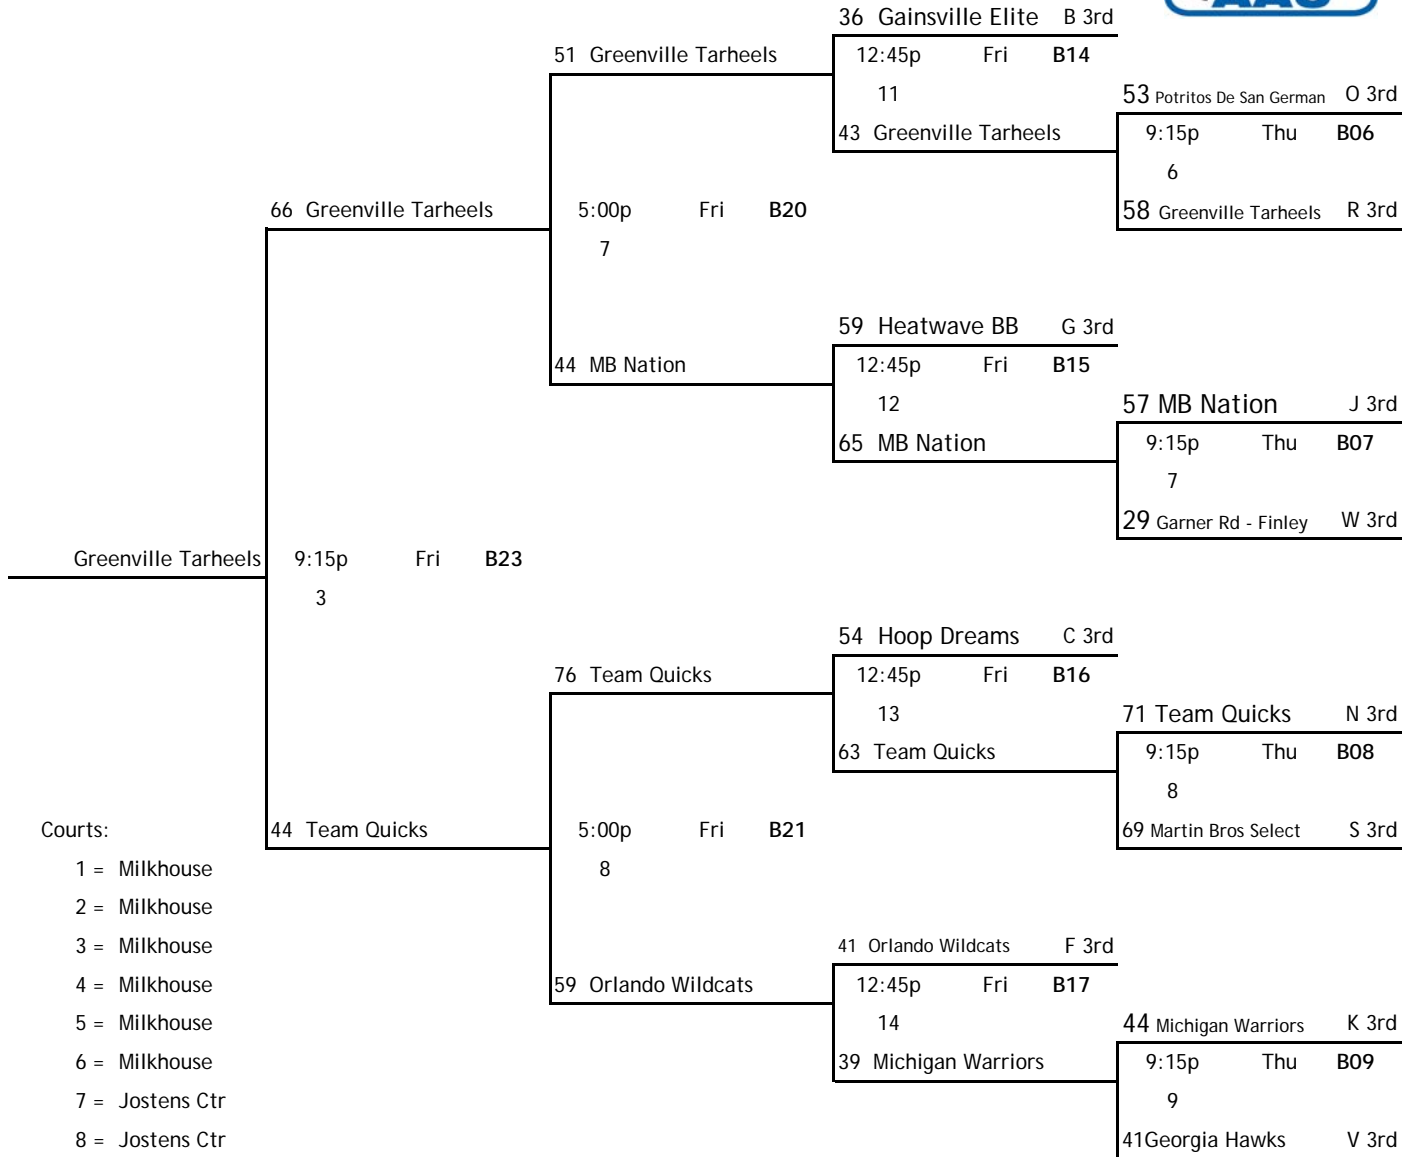 AAU
36 Gainsville Elite B 3rd
51 Greenville Tarheels 12:45p Fri B14
11 53 Potritos De San German O 3rd
43 Greenville Tarheels 9:15p Thu B06
6
66 Greenville Tarheels 5:00p Fri B20 58 Greenville Tarheels R 3rd
7
59 Heatwave BB G 3rd
44 MB Nation 12:45p Fri B15
12 57 MB Nation J 3rd
65 MB Nation 9:15p Thu B07
7
29 Garner Rd - Finley W 3rd
Greenville Tarheels 9:15p Fri B23
3
54 Hoop Dreams C 3rd
76 Team Quicks 12:45p Fri B16
13 71 Team Quicks N 3rd
63 Team Quicks 9:15p Thu B08
8
Courts: 44 Team Quicks 5:00p Fri B21 69 Martin Bros Select S 3rd
1 = Milkhouse 8
2 = Milkhouse
3 = Milkhouse 41 Orlando Wildcats F 3rd
4 = Milkhouse 59 Orlando Wildcats 12:45p Fri B17
5 = Milkhouse 14 44 Michigan Warriors K 3rd
6 = Milkhouse 39 Michigan Warriors 9:15p Thu B09
7 = Jostens Ctr 9
8 = Jostens Ctr 41Georgia Hawks V 3rd